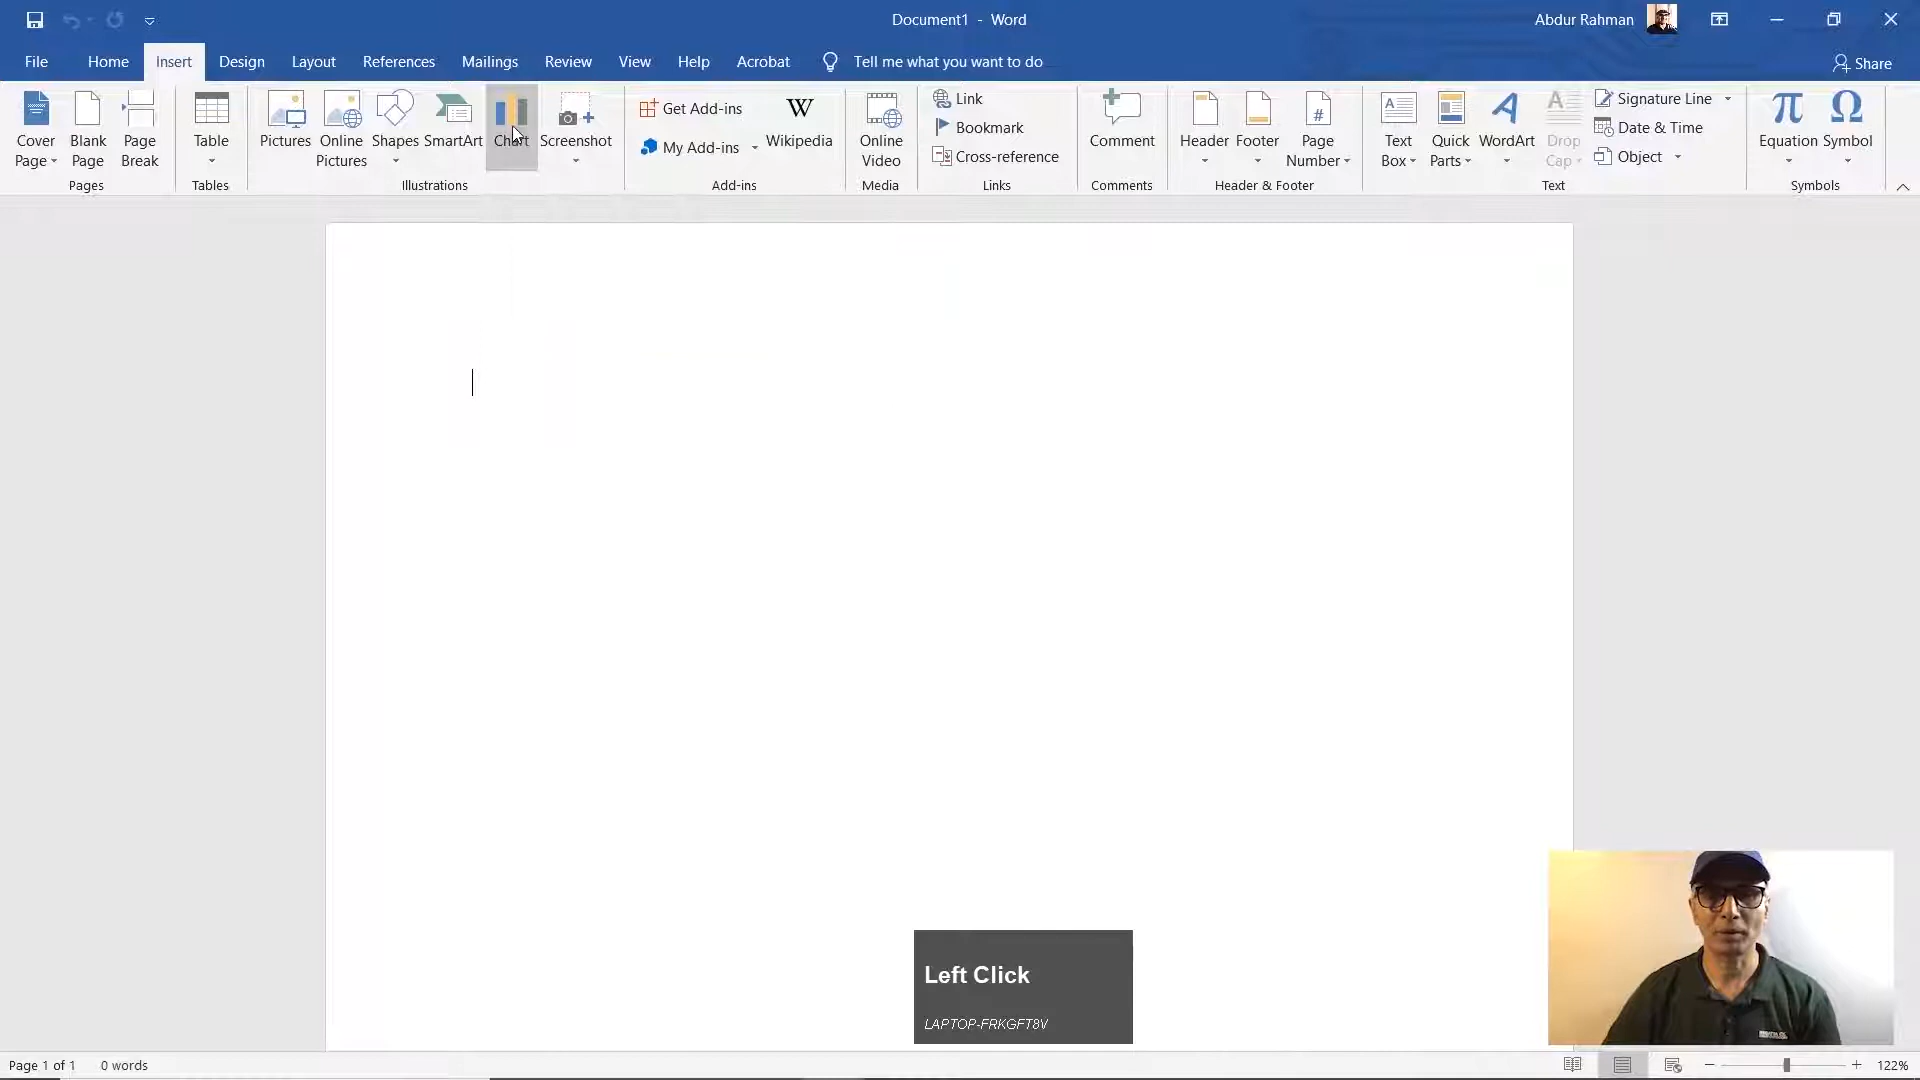 Document1 - Word
Abdur Rahman
File Home Insert Design Layout References Mailings Review View Help Acrobat Tell me what you want to do Share
Cover Page
Blank Page
Page Break
Pages
Table
Tables
Pictures
Online Pictures
Shapes
SmartArt
Chart
Screenshot
Illustrations
Get Add-ins
My Add-ins
W
Wikipedia
Add-ins
Online Video
Media
Link
Bookmark
Cross-reference
Links
Comment
Comments
Header
Footer
#
Page Number
Header & Footer
A
Text Box
Quick Parts
A
WordArt
A
Drop Cap
Signature Line
Date & Time
Object
Text
π
Equation
Ω
Symbol
Symbols
Left Click
LAPTOP-FRKGFT8V
Page 1 of 1 0 words
122%